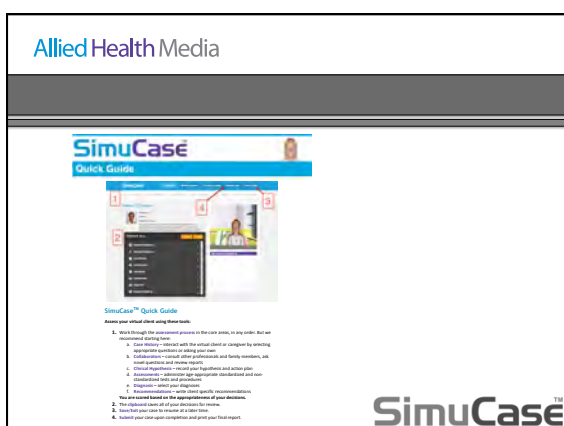 Allied Health Media
SimuCase
Quick Guide
SimuCase
1
4
3
2
SimuCase™ Quick Guide
Assess your virtual client using these tools:
1. Work through the assessment process in the core areas, in any order. But we
recommend starting here:
a. Case History – interact with the virtual client or caregiver by selecting
appropriate questions or asking your own
b. Collaborators – consult other professionals and family members, ask
novel questions and review reports
c. Clinical Hypothesis – record your hypothesis and action plan
d. Assessments – administer age-appropriate standardized and non-
standardized tests and procedures
e. Diagnosis – select your diagnoses
f. Recommendations – write client specific recommendations
You are scored based on the appropriateness of your decisions.
2. The clipboard saves all of your decisions for review.
3. Save/Exit your case to resume at a later time.
4. Submit your case upon completion and print your final report.
SimuCase™